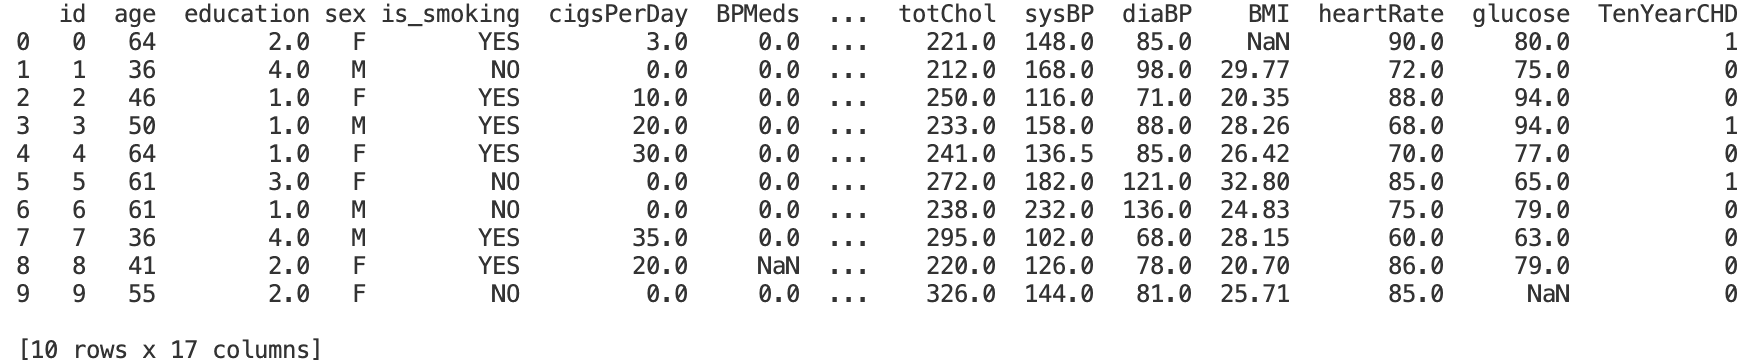 id  age  education sex is_smoking  cigsPerDay  BPMeds  ...  totChol  sysBP  diaBP    BMI  heartRate  glucose  TenYearCHD
0   0   64        2.0   F        YES         3.0     0.0  ...    221.0  148.0   85.0    NaN       90.0     80.0           1
1   1   36        4.0   M         NO         0.0     0.0  ...    212.0  168.0   98.0  29.77       72.0     75.0           0
2   2   46        1.0   F        YES        10.0     0.0  ...    250.0  116.0   71.0  20.35       88.0     94.0           0
3   3   50        1.0   M        YES        20.0     0.0  ...    233.0  158.0   88.0  28.26       68.0     94.0           1
4   4   64        1.0   F        YES        30.0     0.0  ...    241.0  136.5   85.0  26.42       70.0     77.0           0
5   5   61        3.0   F         NO         0.0     0.0  ...    272.0  182.0  121.0  32.80       85.0     65.0           1
6   6   61        1.0   M         NO         0.0     0.0  ...    238.0  232.0  136.0  24.83       75.0     79.0           0
7   7   36        4.0   M        YES        35.0     0.0  ...    295.0  102.0   68.0  28.15       60.0     63.0           0
8   8   41        2.0   F        YES        20.0     NaN  ...    220.0  126.0   78.0  20.70       86.0     79.0           0
9   9   55        2.0   F         NO         0.0     0.0  ...    326.0  144.0   81.0  25.71       85.0      NaN           0
[10 rows x 17 columns]